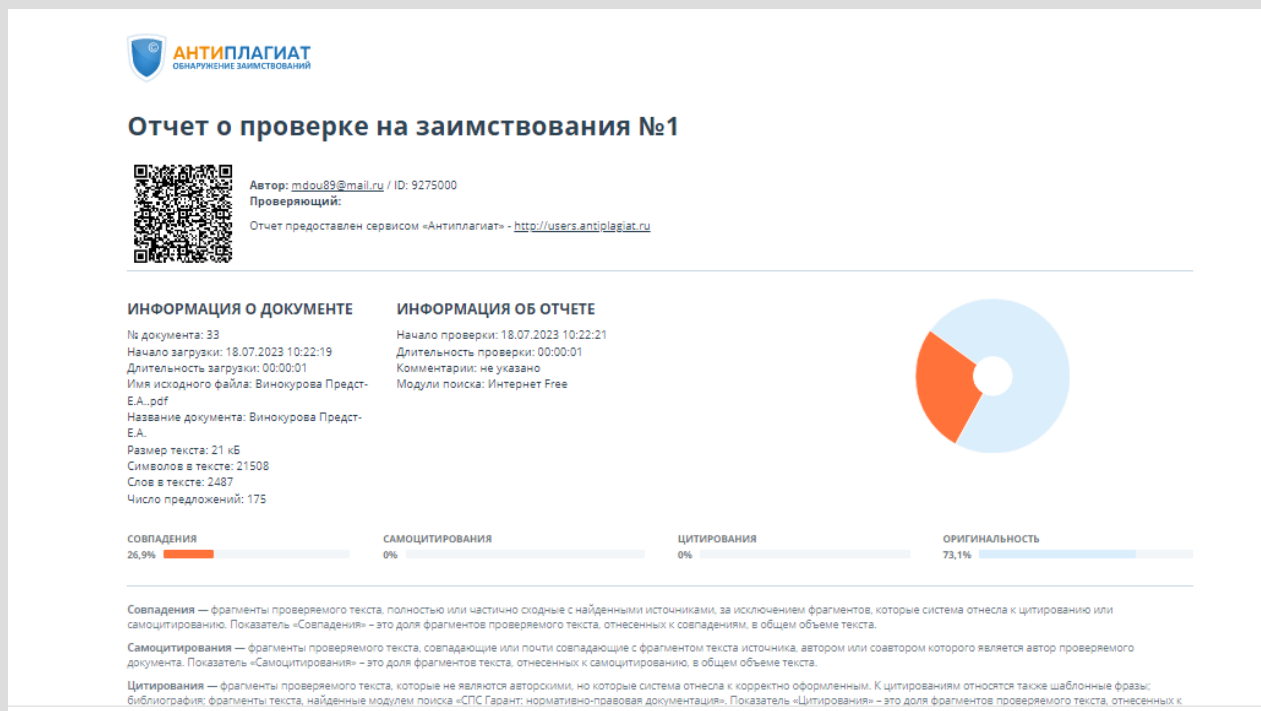 ©
АНТИПЛАГИАТ
ОБНАРУЖЕНИЕ ЗАИМСТВОВАНИЙ
Отчет о проверке на заимствования №1
Автор: mdou89@mail.ru / ID: 9275000
Проверяющий:
Отчет предоставлен сервисом «Антиплагиат» - http://users.antiplagiat.ru
ИНФОРМАЦИЯ О ДОКУМЕНТЕ
№ документа: 33
Начало загрузки: 18.07.2023 10:22:19
Длительность загрузки: 00:00:01
Имя исходного файла: Винокурова Предст-
Е.А..pdf
Название документа: Винокурова Предст-
Е.А.
Размер текста: 21 кБ
Символов в тексте: 21508
Слов в тексте: 2487
Число предложений: 175
ИНФОРМАЦИЯ ОБ ОТЧЕТЕ
Начало проверки: 18.07.2023 10:22:21
Длительность проверки: 00:00:01
Комментарии: не указано
Модули поиска: Интернет Free
СОВПАДЕНИЯ
26,9%
САМОЦИТИРОВАНИЯ
0%
ЦИТИРОВАНИЯ
0%
ОРИГИНАЛЬНОСТЬ
73,1%
Совпадения — фрагменты проверяемого текста, полностью или частично сходные с найденными источниками, за исключением фрагментов, которые система отнесла к цитированию или
самоцитированию. Показатель «Совпадения» – это доля фрагментов проверяемого текста, отнесенных к совпадениям, в общем объеме текста.
Самоцитирования — фрагменты проверяемого текста, совпадающие или почти совпадающие с фрагментом текста источника, автором или соавтором которого является автор проверяемого
документа. Показатель «Самоцитирования» – это доля фрагментов текста, отнесенных к самоцитированию, в общем объеме текста.
Цитирования — фрагменты проверяемого текста, которые не являются авторскими, но которые система отнесла к корректно оформленным. К цитированиям относятся также шаблонные фразы;
библиография; фрагменты текста, найденные модулем поиска «СПС Гарант: нормативно-правовая документация». Показатель «Цитирования» – это доля фрагментов проверяемого текста, отнесенных к